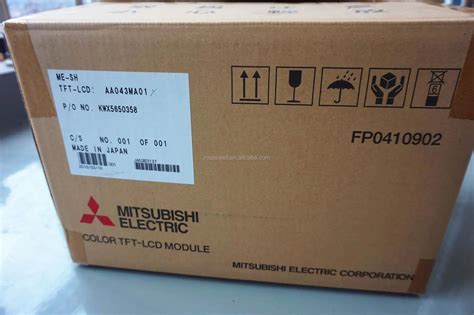 ME-SH
TFT-LCD: AA043MA01
P/O NO. KWX5650358
C/S NO. 001 OF 001
MADE IN JAPAN
FP0410902
MITSUBISHI
ELECTRIC
COLOR TFT-LCD MODULE
MITSUBISHI ELECTRIC CORPORATION